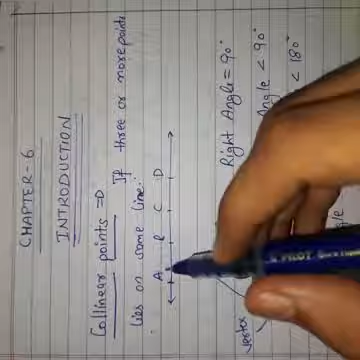 CHAPTER-6
INTRODUCTION
Collinear points ⇒ If three or more points
lies on same line.
A B C D
Right Angle = 90°
Angle < 90°
< 180°
vertex
PILOT